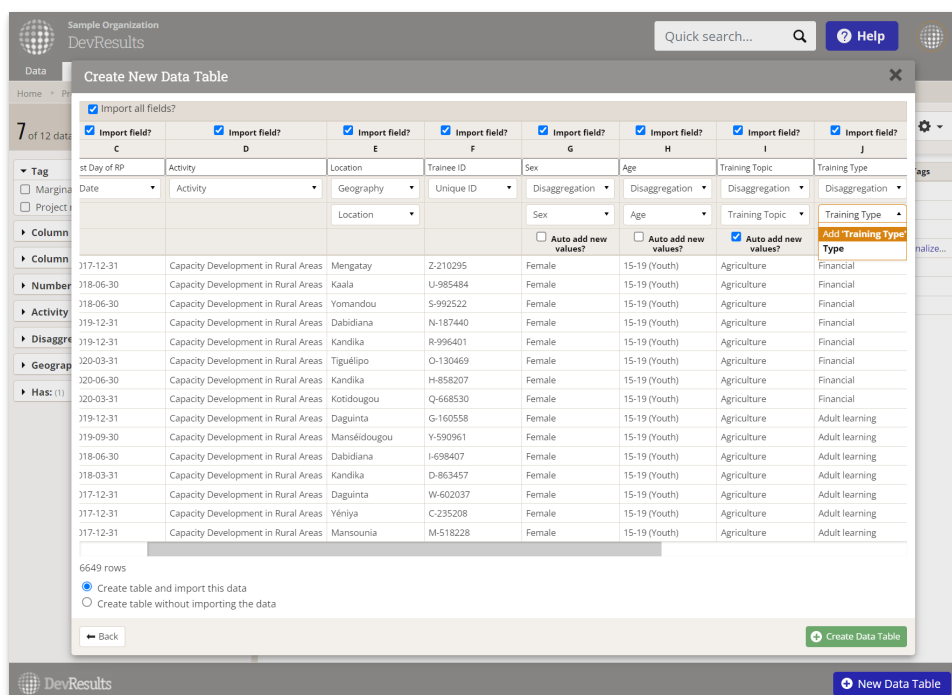 Sample Organization
DevResults
Quick search...
Help
Data
Create New Data Table
Home
Import all fields?
7 of 12 data
Import field? Import field? Import field? Import field? Import field? Import field? Import field? Import field?
C D E F G H I J
st Day of RP Activity Location Trainee ID Sex Age Training Topic Training Type
Tag
Date Activity Geography Unique ID Disaggregation Disaggregation Disaggregation Disaggregation
Margina
Project
Location Sex Age Training Topic Training Type
Column
Auto add new values? Auto add new values? Auto add new values? Add 'Training Type'
Type
nalize...
Column
017-12-31 Capacity Development in Rural Areas Mengatay Z-210295 Female 15-19 (Youth) Agriculture Financial
018-06-30 Capacity Development in Rural Areas Kaala U-985484 Female 15-19 (Youth) Agriculture Financial
Number
018-06-30 Capacity Development in Rural Areas Yomandou S-992522 Female 15-19 (Youth) Agriculture Financial
019-12-31 Capacity Development in Rural Areas Dabidiana N-187440 Female 15-19 (Youth) Agriculture Financial
Activity
019-12-31 Capacity Development in Rural Areas Kandika R-996401 Female 15-19 (Youth) Agriculture Financial
Disaggre
020-03-31 Capacity Development in Rural Areas Tiguélipo O-130469 Female 15-19 (Youth) Agriculture Financial
Geograp
020-06-30 Capacity Development in Rural Areas Kandika H-858207 Female 15-19 (Youth) Agriculture Financial
Has: (1)
020-03-31 Capacity Development in Rural Areas Kotidougou Q-668530 Female 15-19 (Youth) Agriculture Financial
019-12-31 Capacity Development in Rural Areas Daguinta G-160558 Female 15-19 (Youth) Agriculture Adult learning
019-09-30 Capacity Development in Rural Areas Manséidougou Y-590961 Female 15-19 (Youth) Agriculture Adult learning
018-06-30 Capacity Development in Rural Areas Dabidiana I-698407 Female 15-19 (Youth) Agriculture Adult learning
018-03-31 Capacity Development in Rural Areas Kandika D-863457 Female 15-19 (Youth) Agriculture Adult learning
017-12-31 Capacity Development in Rural Areas Daguinta W-602037 Female 15-19 (Youth) Agriculture Adult learning
017-12-31 Capacity Development in Rural Areas Yéniya C-235208 Female 15-19 (Youth) Agriculture Adult learning
017-12-31 Capacity Development in Rural Areas Mansounia M-518228 Female 15-19 (Youth) Agriculture Adult learning
6649 rows
Create table and import this data
Create table without importing the data
Back
Create Data Table
DevResults
New Data Table